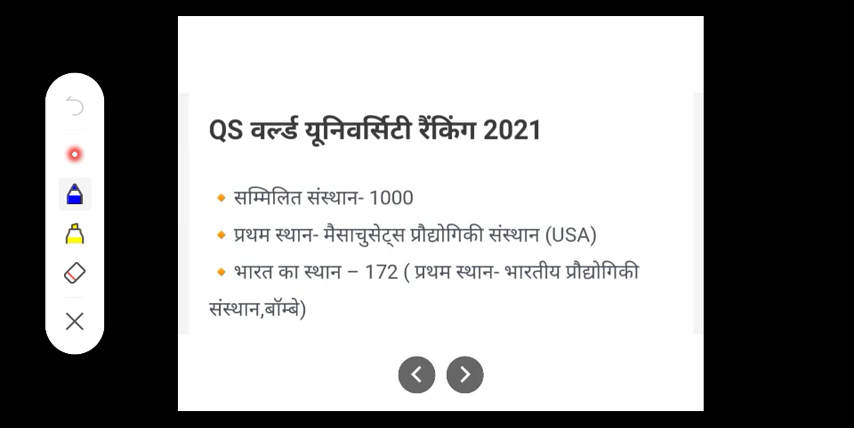 QS वर्ल्ड यूनिवर्सिटी रैंकिंग 2021
🔸सम्मिलित संस्थान- 1000
🔸प्रथम स्थान- मैसाचुसेट्स प्रौद्योगिकी संस्थान (USA)
🔸भारत का स्थान – 172 ( प्रथम स्थान- भारतीय प्रौद्योगिकी
संस्थान,बॉम्बे)